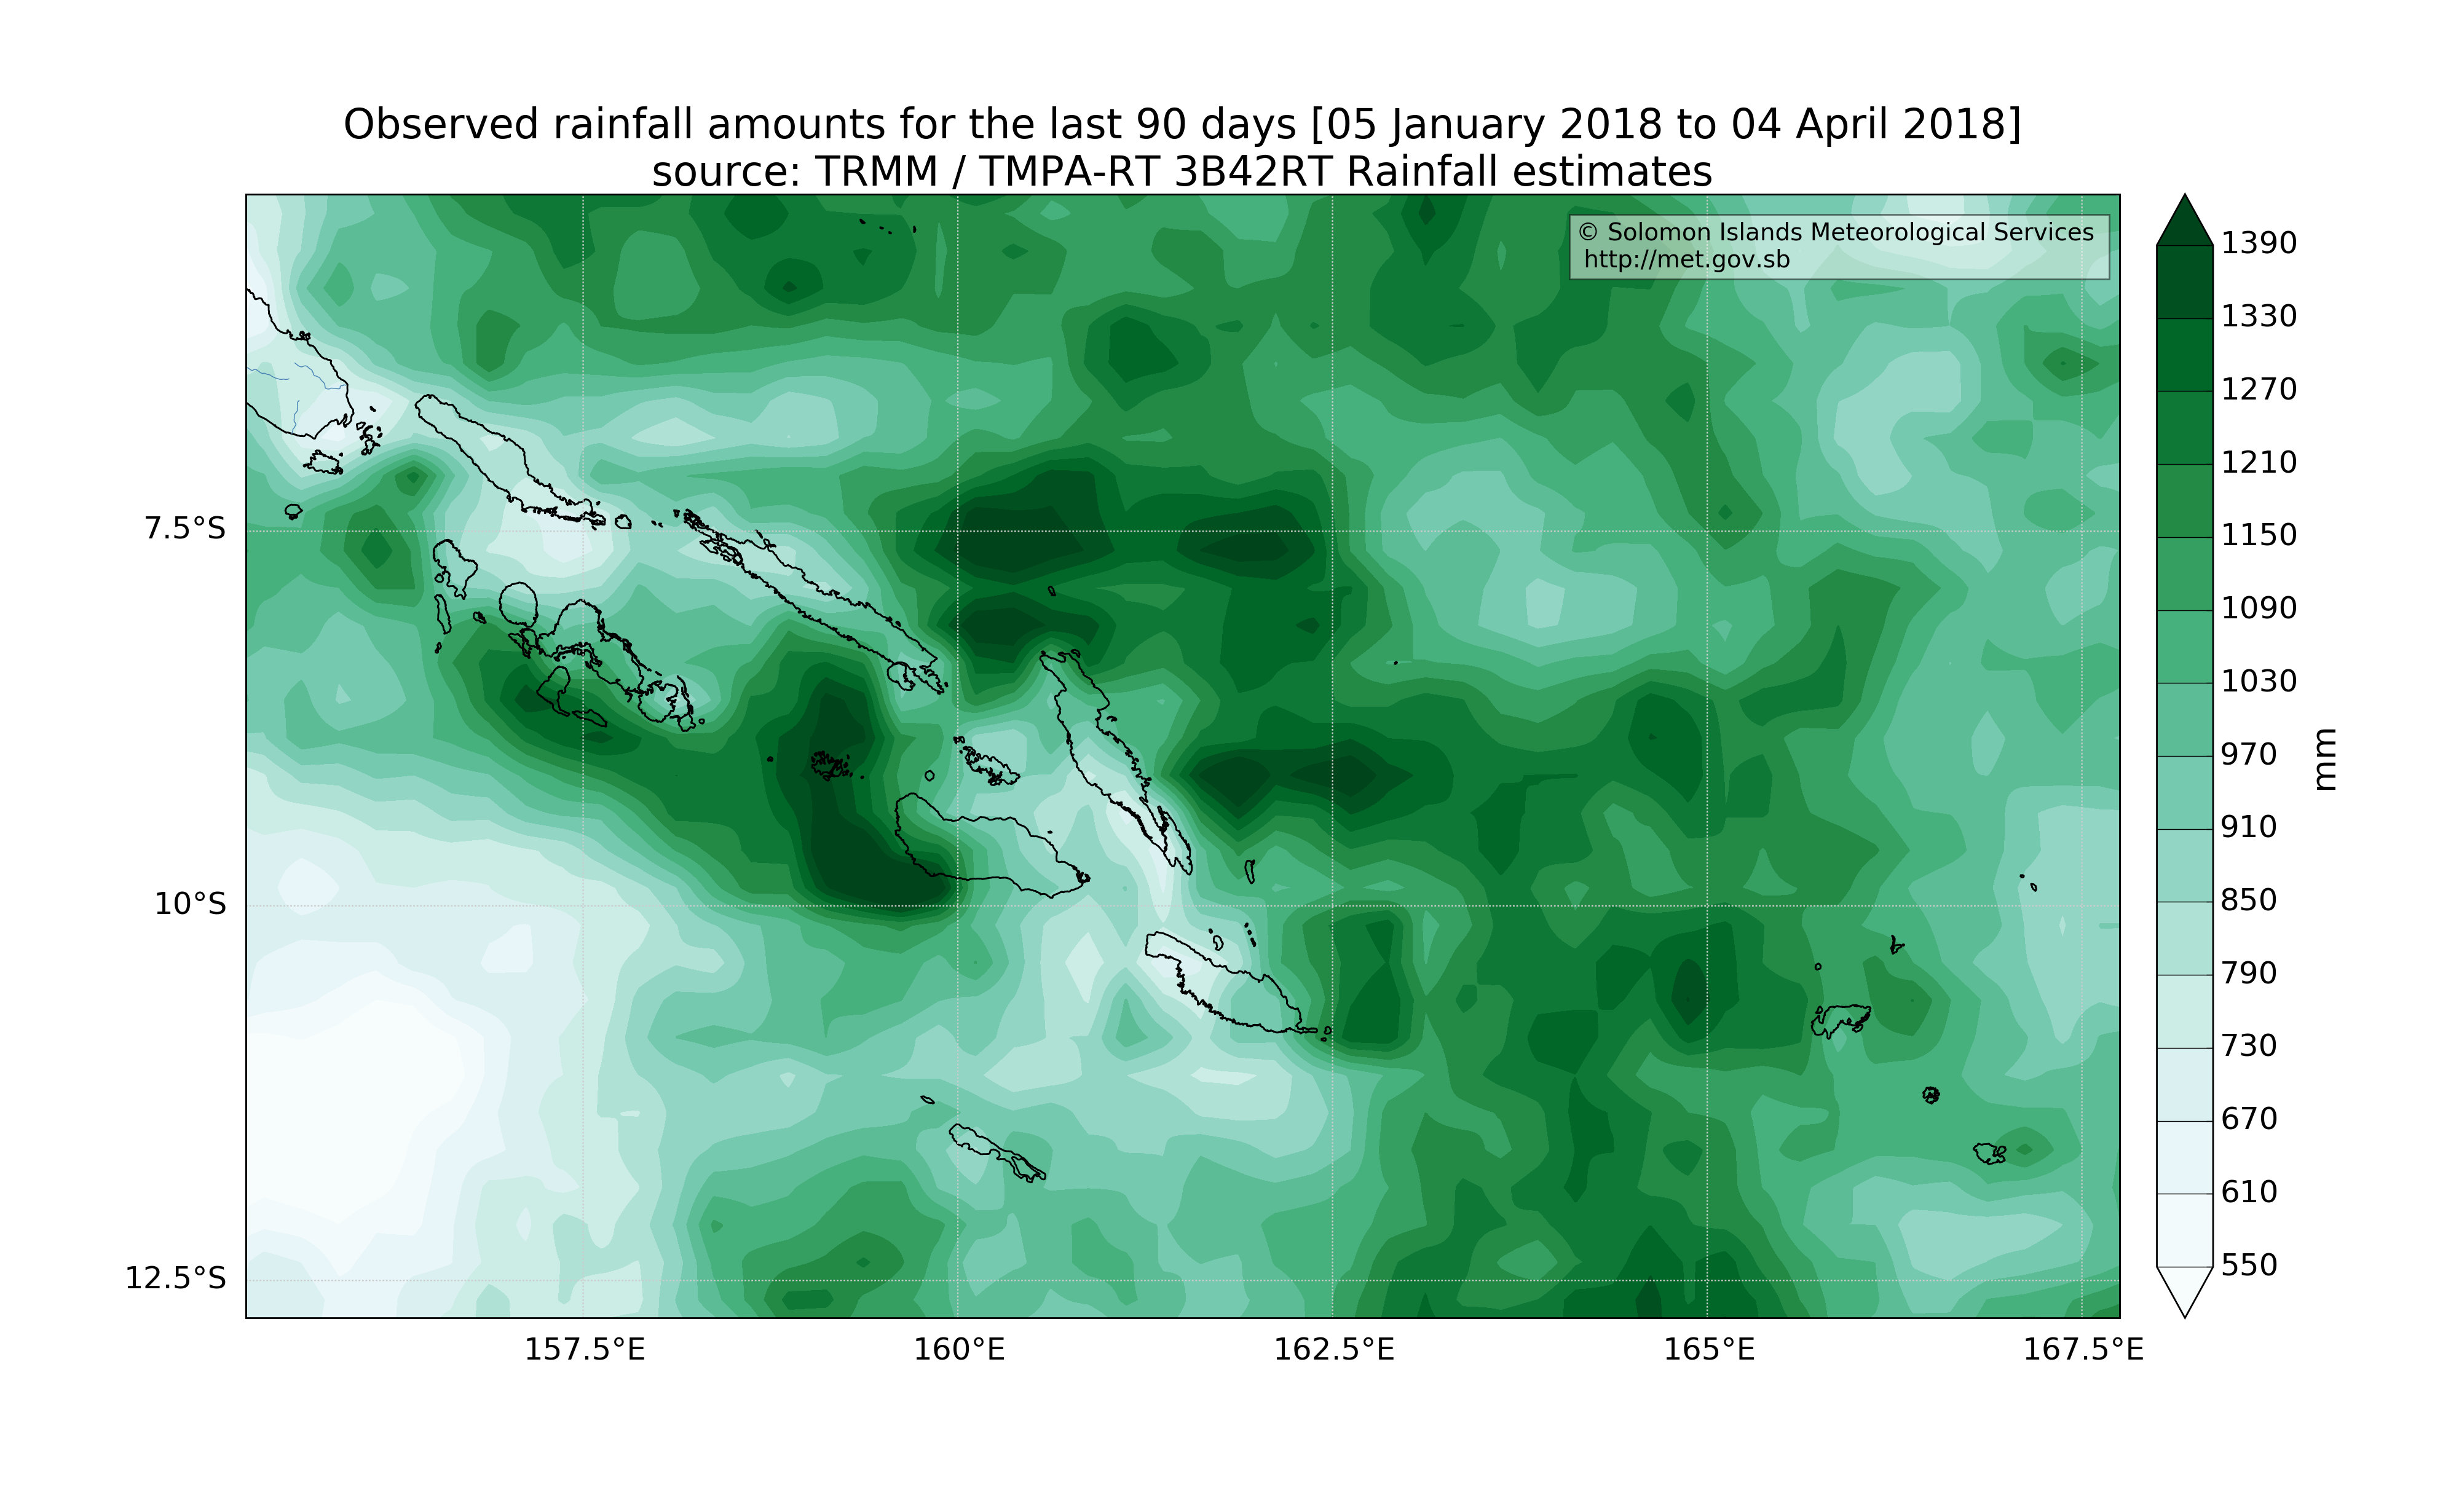 Observed rainfall amounts for the last 90 days [05 January 2018 to 04 April 2018]
source: TRMM / TMPA-RT 3B42RT Rainfall estimates
© Solomon Islands Meteorological Services
http://met.gov.sb
7.5°S
10°S
12.5°S
157.5°E
160°E
162.5°E
165°E
167.5°E
1390
1330
1270
1210
1150
1090
1030
970
910
850
790
730
670
610
550
mm